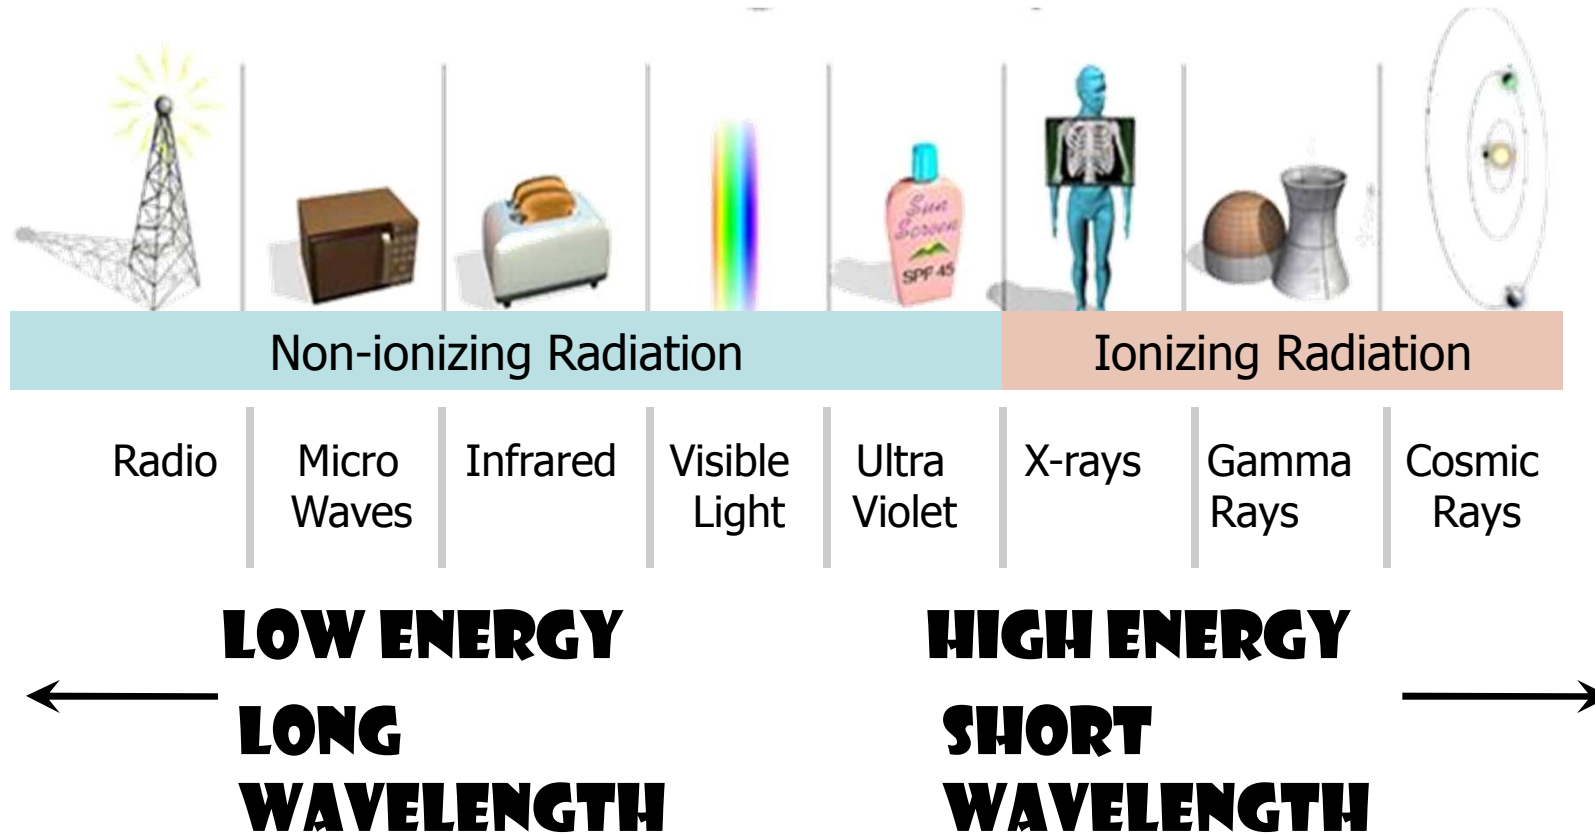 Sun
Screen
SPF 45
Non-ionizing Radiation
Ionizing Radiation
Radio
Micro
Waves
Infrared
Visible
Light
Ultra
Violet
X-rays
Gamma
Rays
Cosmic
Rays
LOW ENERGY
LONG
WAVELENGTH
HIGH ENERGY
SHORT
WAVELENGTH